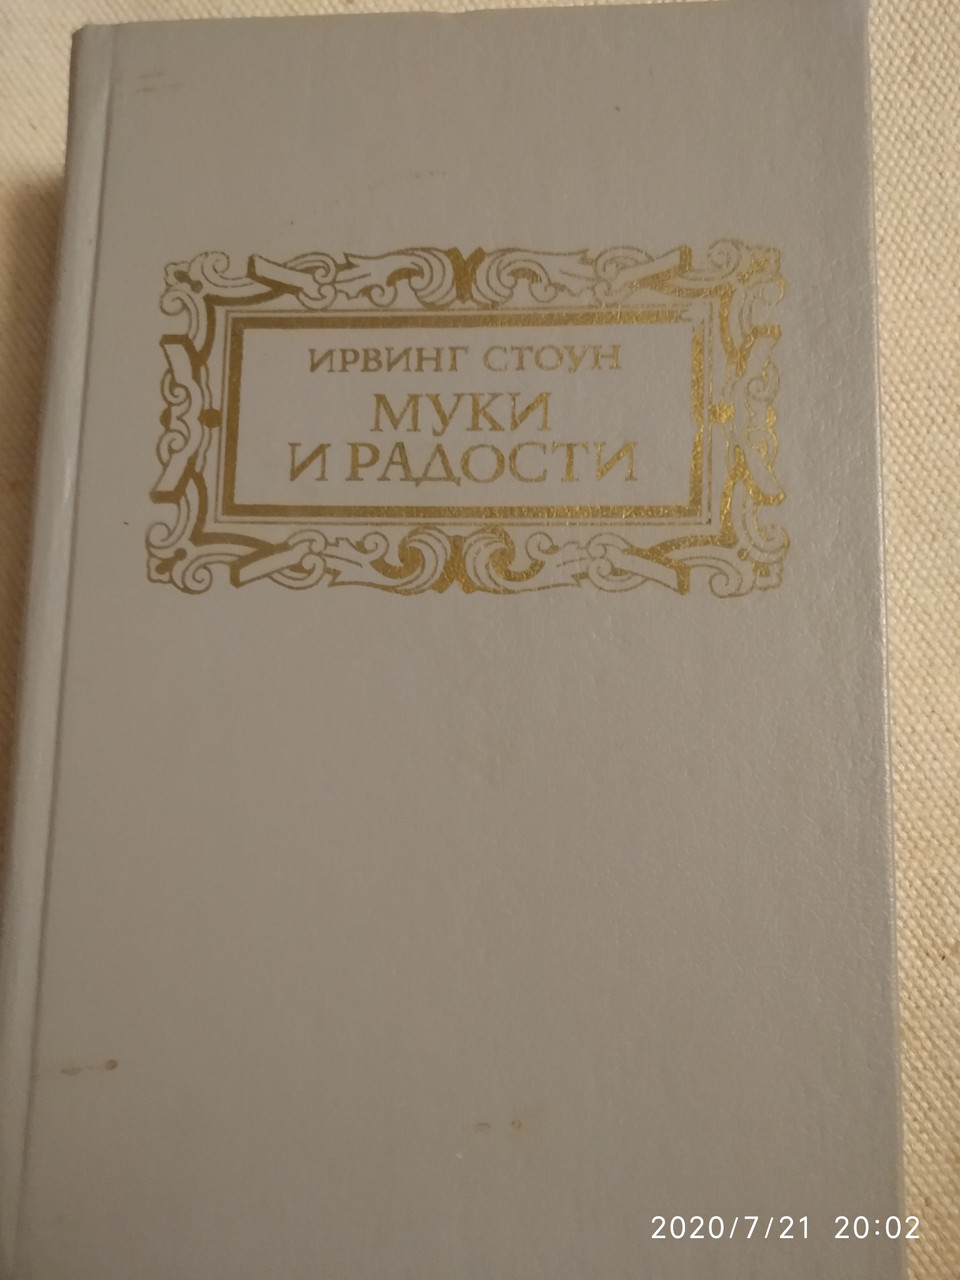 ИРВИНГ СТОУН
МУКИ
И РАДОСТИ
2020/7/21 20:02